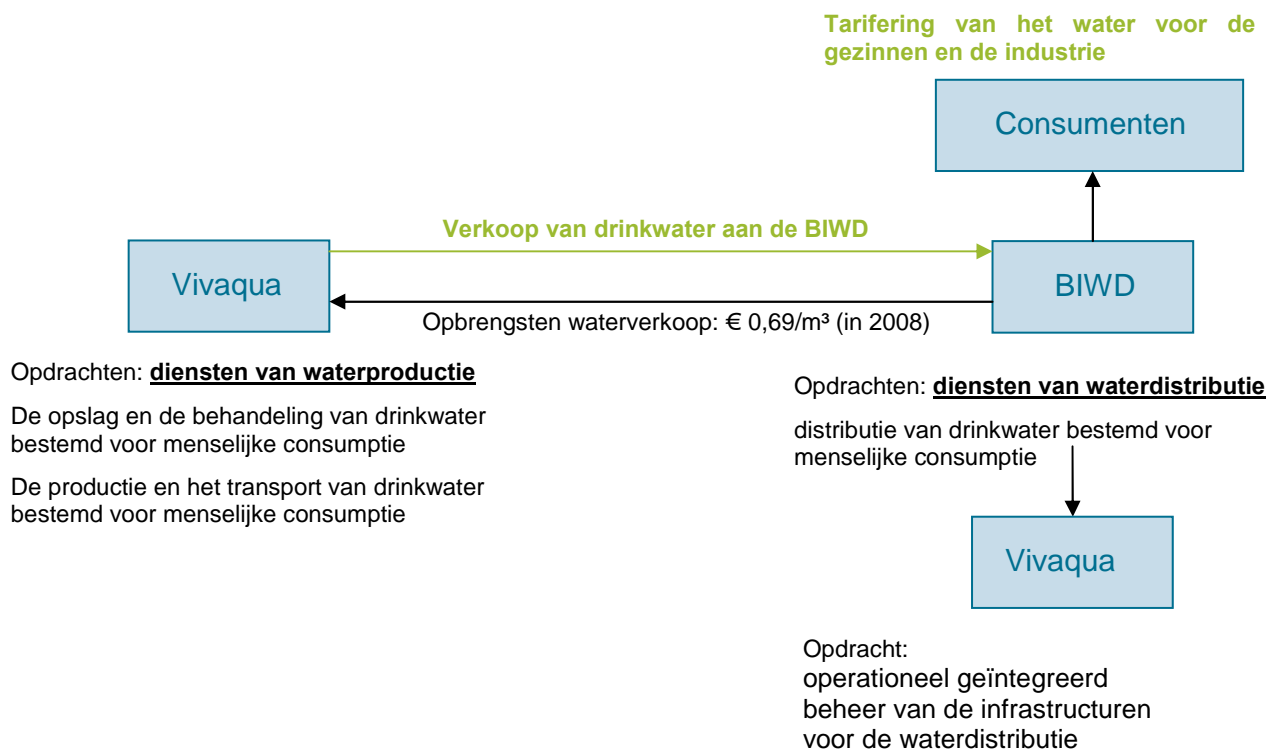 Tarifering van het water voor de
gezinnen en de industrie
Consumenten
Verkoop van drinkwater aan de BIWD
Vivaqua
BIWD
Opbrengsten waterverkoop: € 0,69/m³ (in 2008)
Opdrachten: diensten van waterproductie
De opslag en de behandeling van drinkwater
bestemd voor menselijke consumptie
De productie en het transport van drinkwater
bestemd voor menselijke consumptie
Opdrachten: diensten van waterdistributie
distributie van drinkwater bestemd voor
menselijke consumptie
Vivaqua
Opdracht:
operationeel geïntegreerd
beheer van de infrastructuren
voor de waterdistributie